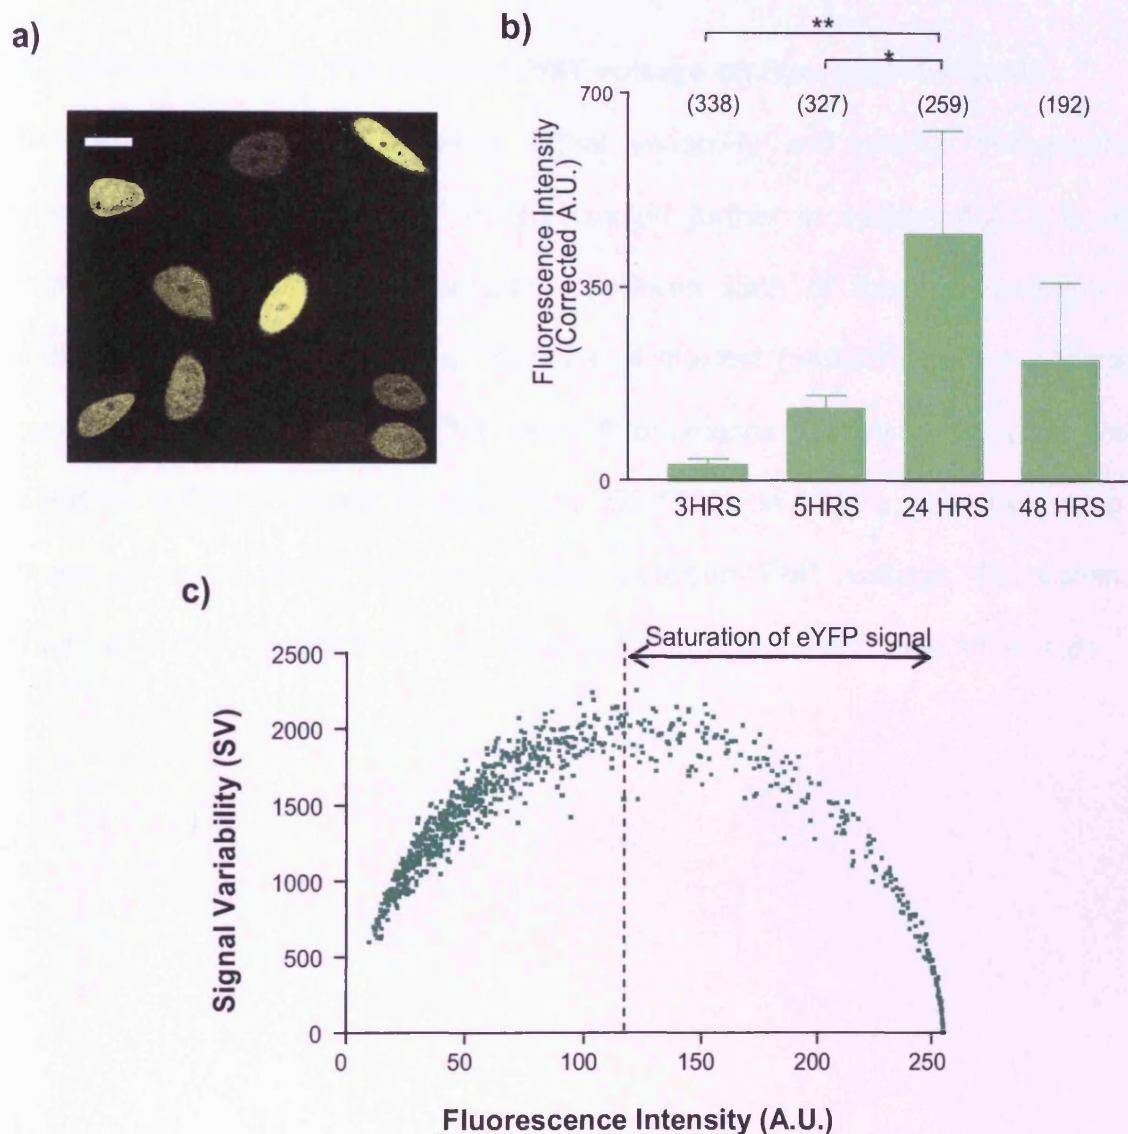 a)
b)
**
*
700
(338)
(327)
(259)
(192)
Fluorescence Intensity
(Corrected A.U.)
350
0
3HRS
5HRS
24 HRS
48 HRS
c)
Saturation of eYFP signal
2500
2000
1500
1000
500
0
Signal Variability (SV)
0
50
100
150
200
250
Fluorescence Intensity (A.U.)